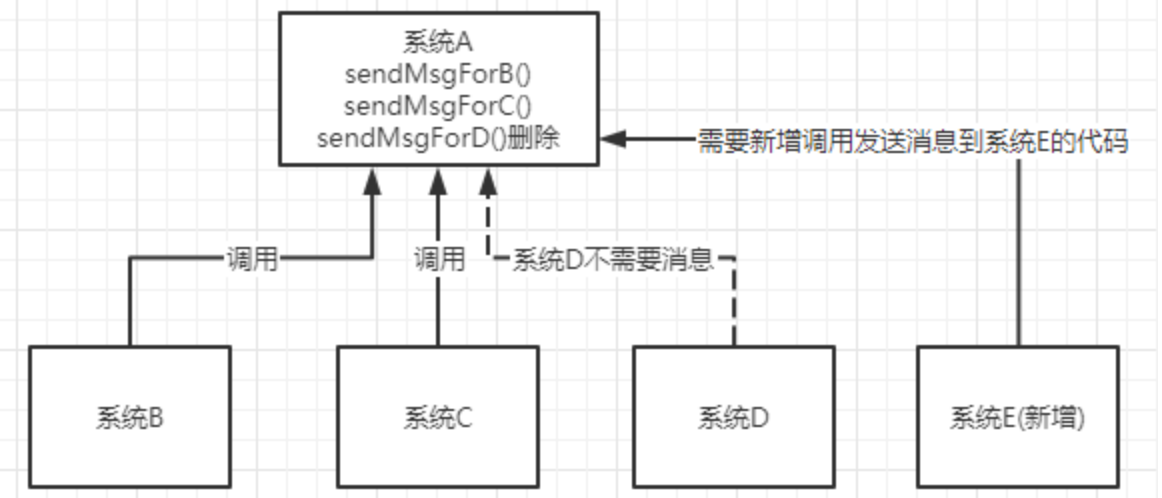 系统A
sendMsgForB()
sendMsgForC()
sendMsgForD()删除
需要新增调用发送消息到系统E的代码
调用
调用
系统D不需要消息
系统B
系统C
系统D
系统E(新增)